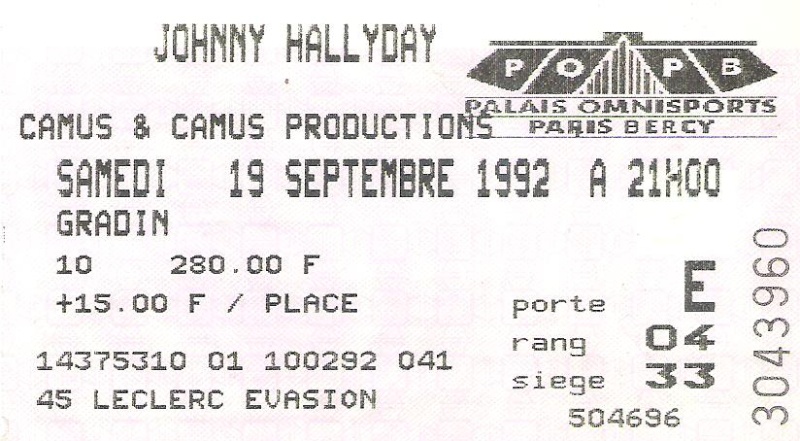 JOHNNY HALLYDAY
POPB
PALAIS OMNISPORTS
PARIS BERCY
CAMUS & CAMUS PRODUCTIONS
SAMEDI 19 SEPTEMBRE 1992 A 21H00
GRADIN
10 280.00 F
+15.00 F / PLACE
porte E
rang 04
siege 33
14375310 01 100292 041
45 LECLERC EVASION
504696
3043960